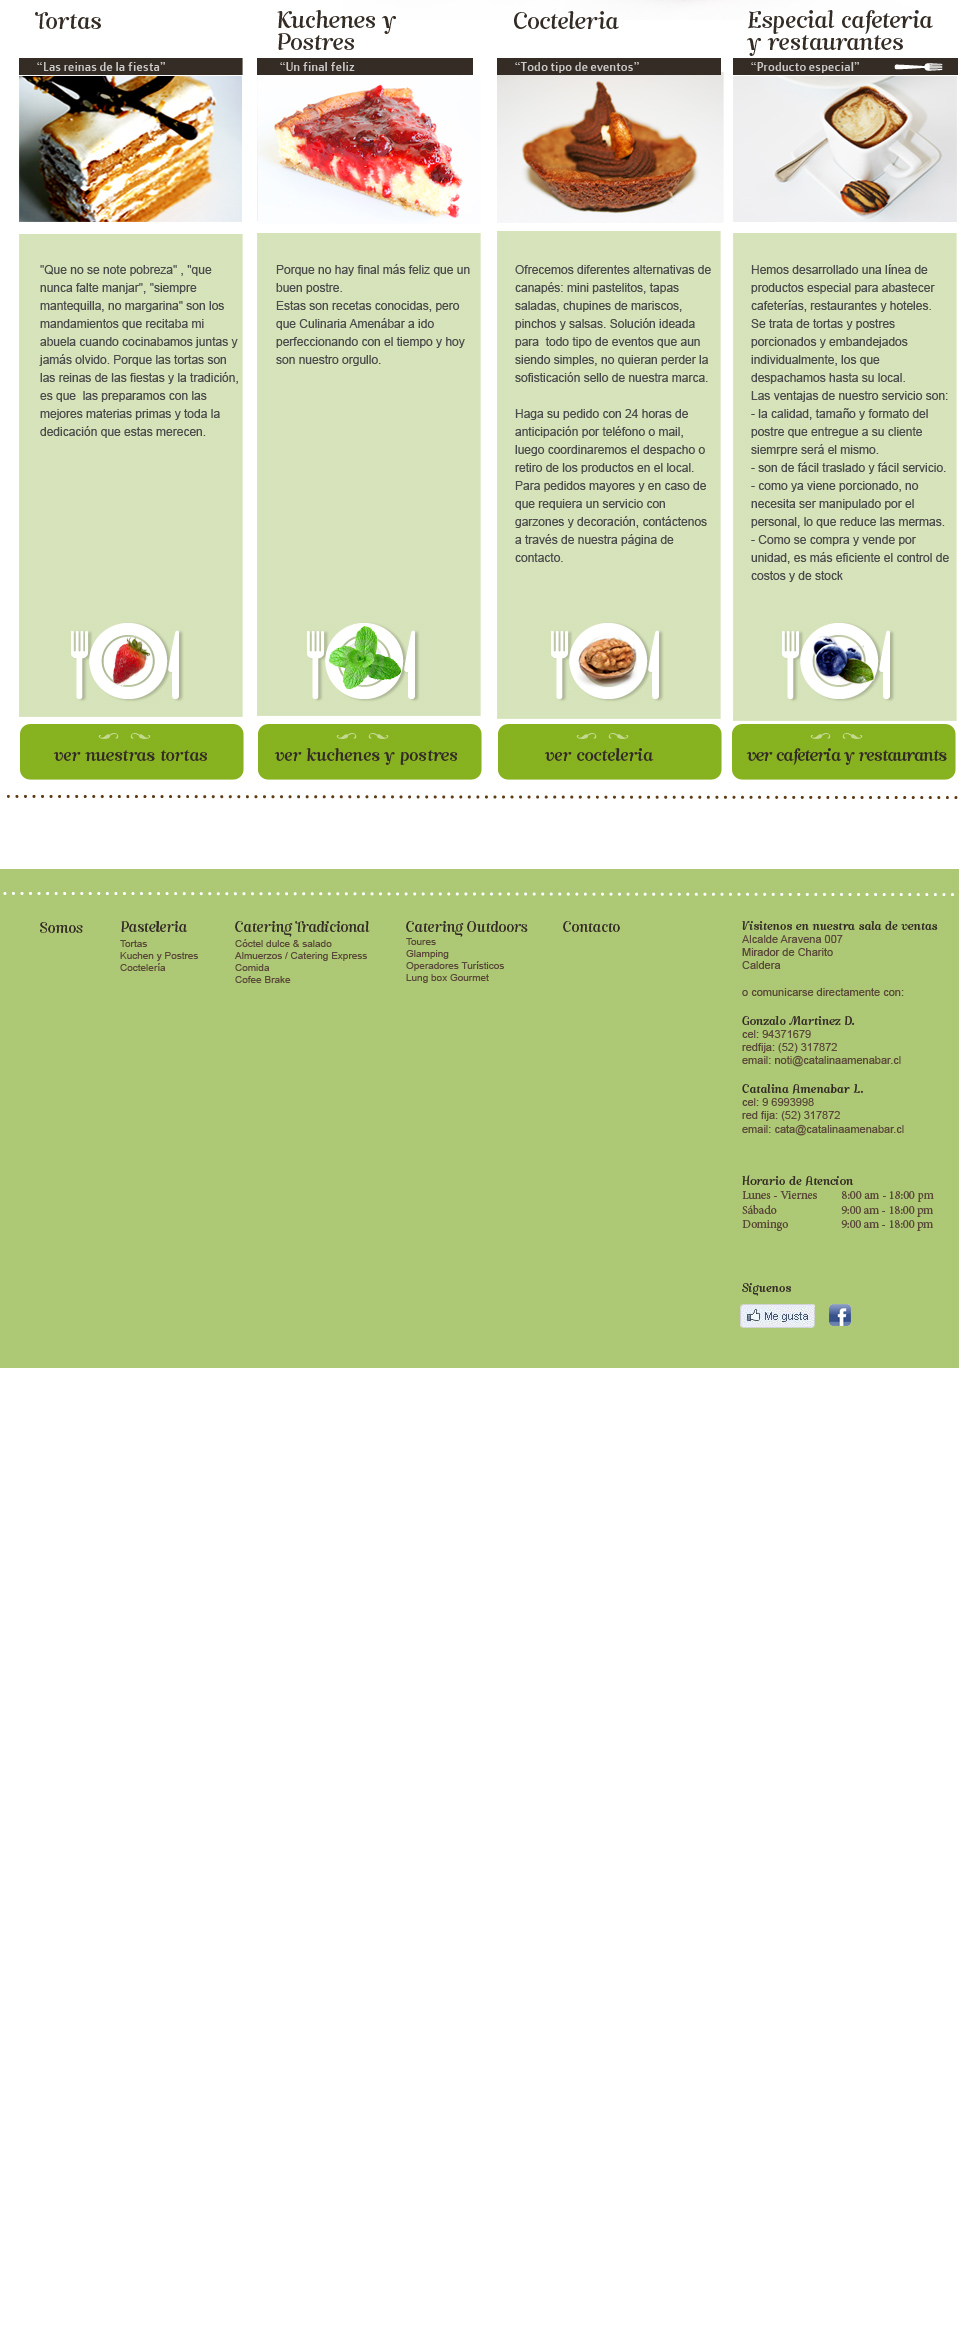 Tortas
“Las reinas de la fiesta”
"Que no se note pobreza" , "que
nunca falte manjar", "siempre
mantequilla, no margarina" son los
mandamientos que recitaba mi
abuela cuando cocinabamos juntas y
jamás olvido. Porque las tortas son
las reinas de las fiestas y la tradición,
es que  las preparamos con las
mejores materias primas y toda la
dedicación que estas merecen.
ver nuestras tortas
Kuchenes y
Postres
“Un final feliz
Porque no hay final más feliz que un
buen postre.
Estas son recetas conocidas, pero
que Culinaria Amenábar a ido
perfeccionando con el tiempo y hoy
son nuestro orgullo.
ver kuchenes y postres
Cocteleria
“Todo tipo de eventos”
Ofrecemos diferentes alternativas de
canapés: mini pastelitos, tapas
saladas, chupines de mariscos,
pinchos y salsas. Solución ideada
para  todo tipo de eventos que aun
siendo simples, no quieran perder la
sofisticación sello de nuestra marca.
Haga su pedido con 24 horas de
anticipación por teléfono o mail,
luego coordinaremos el despacho o
retiro de los productos en el local.
Para pedidos mayores y en caso de
que requiera un servicio con
garzones y decoración, contáctenos
a través de nuestra página de
contacto.
ver cocteleria
Especial cafeteria
y restaurantes
“Producto especial”
Hemos desarrollado una línea de
productos especial para abastecer
cafeterías, restaurantes y hoteles.
Se trata de tortas y postres
porcionados y embandejados
individualmente, los que
despachamos hasta su local.
Las ventajas de nuestro servicio son:
- la calidad, tamaño y formato del
postre que entregue a su cliente
siemrpre será el mismo.
- son de fácil traslado y fácil servicio.
- como ya viene porcionado, no
necesita ser manipulado por el
personal, lo que reduce las mermas.
- Como se compra y vende por
unidad, es más eficiente el control de
costos y de stock
ver cafeteria y restaurants
Somos
Pasteleria
Tortas
Kuchen y Postres
Coctelería
Catering Tradicional
Cóctel dulce & salado
Almuerzos / Catering Express
Comida
Cofee Brake
Catering Outdoors
Toures
Glamping
Operadores Turísticos
Lung box Gourmet
Contacto
Visitenos en nuestra sala de ventas
Alcalde Aravena 007
Mirador de Charito
Caldera
o comunicarse directamente con:
Gonzalo Martinez D.
cel: 94371679
redfija: (52) 317872
email: noti@catalinaamenabar.cl
Catalina Amenabar L.
cel: 9 6993998
red fija: (52) 317872
email: cata@catalinaamenabar.cl
Horario de Atencion
Lunes - Viernes 8:00 am - 18:00 pm
Sábado 9:00 am - 18:00 pm
Domingo 9:00 am - 18:00 pm
Siguenos
Me gusta
f